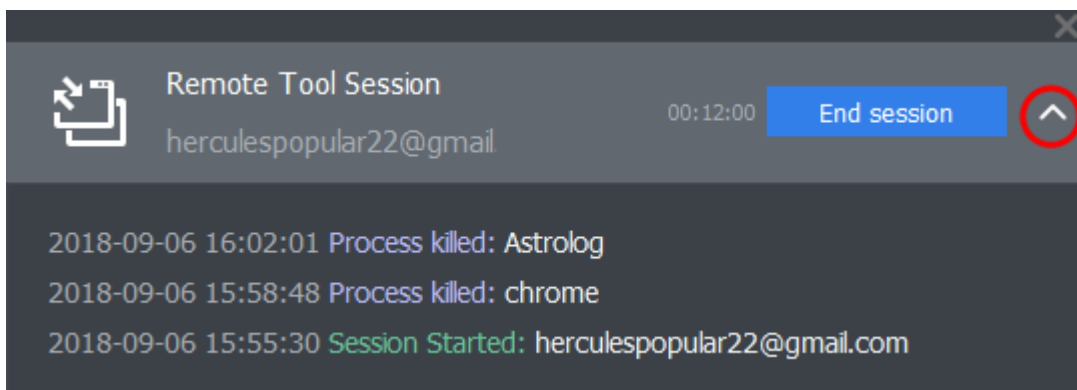 Remote Tool Session
herculespopular22@gmail.
00:12:00
End session
2018-09-06 16:02:01 Process killed: Astrolog
2018-09-06 15:58:48 Process killed: chrome
2018-09-06 15:55:30 Session Started: herculespopular22@gmail.com